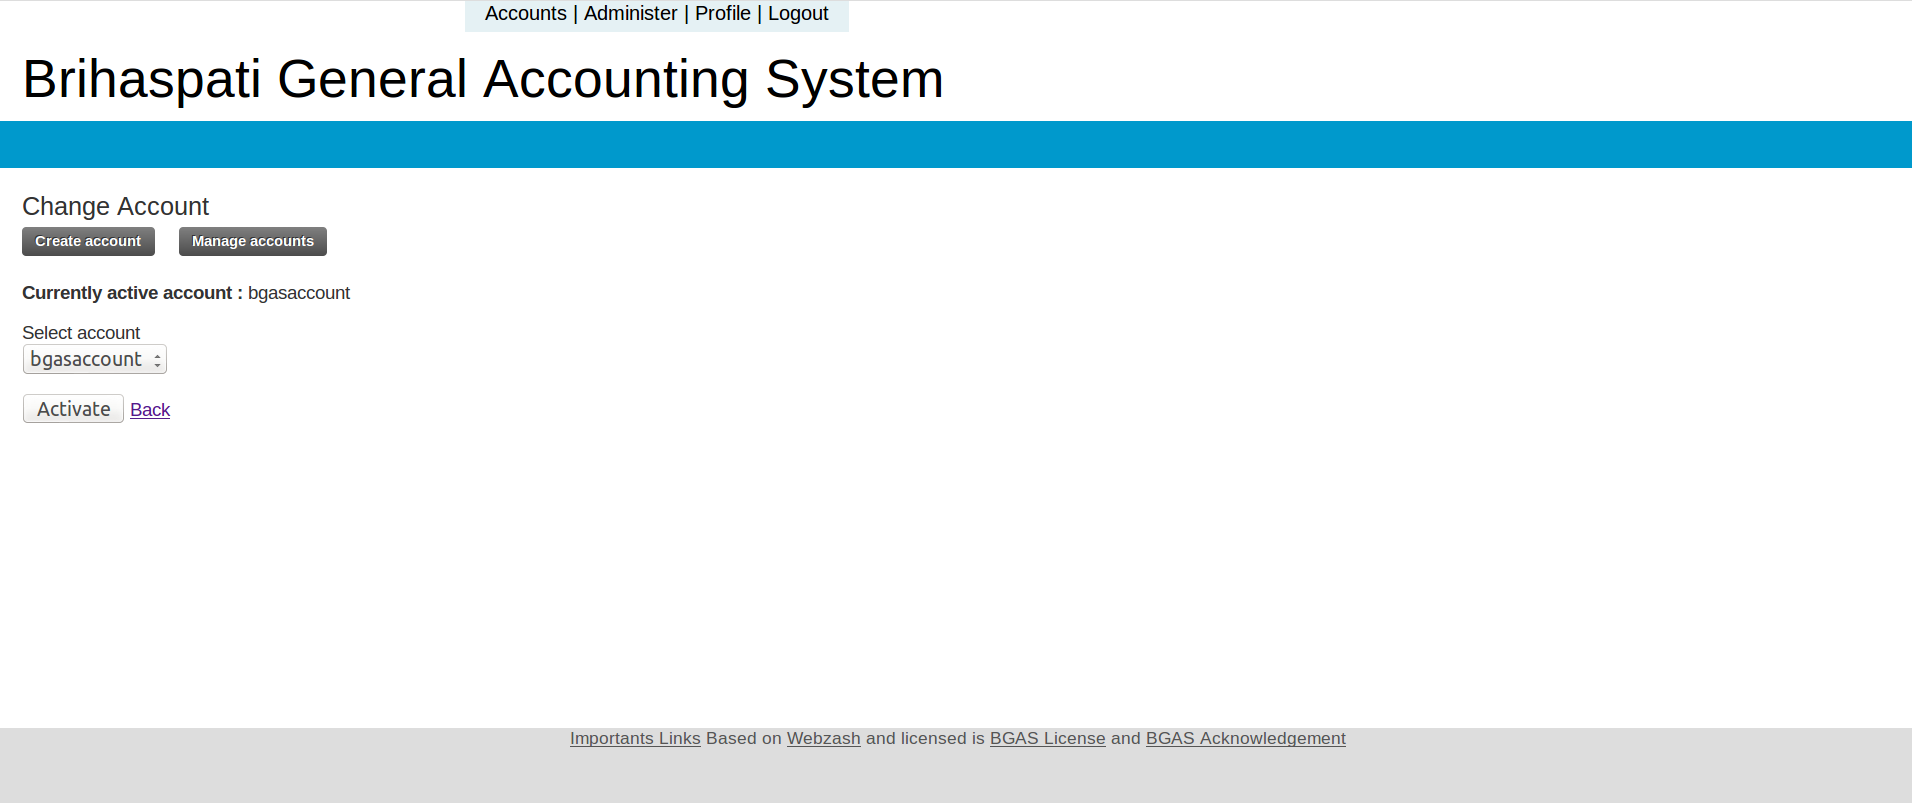 Accounts | Administer | Profile | Logout
Brihaspati General Accounting System
Change Account
Create account Manage accounts
Currently active account : bgasaccount
Select account
bgasaccount
Activate Back
Importants Links Based on Webzash and licensed is BGAS License and BGAS Acknowledgement